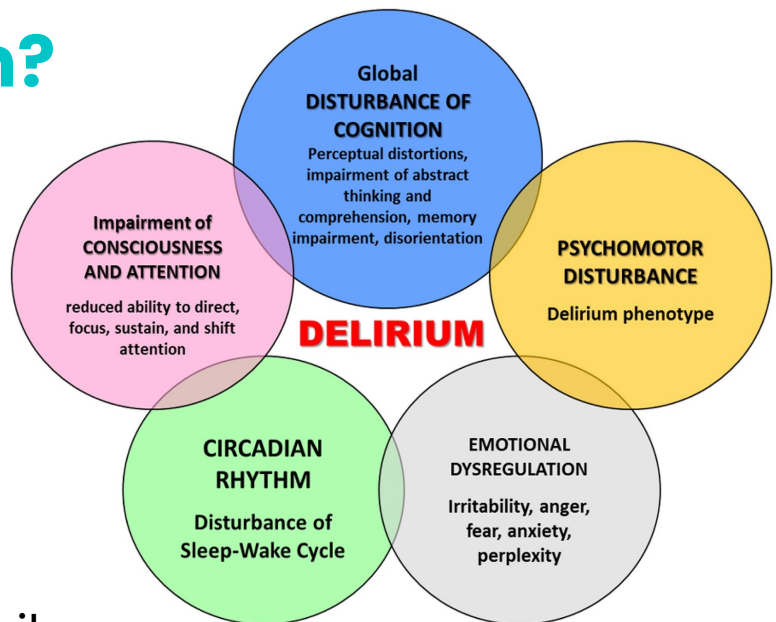 n?
Global
DISTURBANCE OF
COGNITION
Perceptual distortions,
impairment of abstract
thinking and
comprehension, memory
impairment, disorientation
Impairment of
CONSCIOUSNESS
AND ATTENTION
reduced ability to direct,
focus, sustain, and shift
attention
PSYCHOMOTOR
DISTURBANCE
Delirium phenotype
DELIRIUM
CIRCADIAN
RHYTHM
Disturbance of
Sleep-Wake Cycle
EMOTIONAL
DYSREGULATION
Irritability, anger,
fear, anxiety,
perplexity